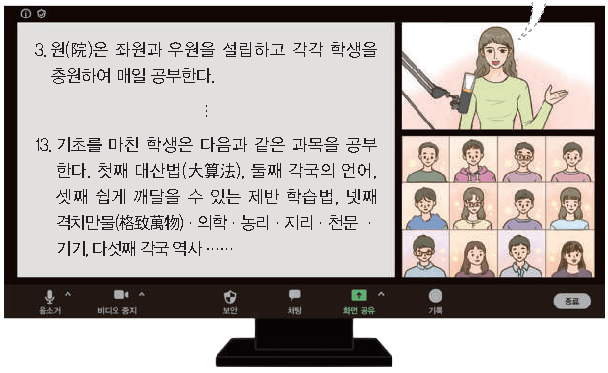 3. 원(院)은 좌원과 우원을 설립하고 각각 학생을
충원하여 매일 공부한다.
⋮
13. 기초를 마친 학생은 다음과 같은 과목을 공부
한다. 첫째 대산법(大算法), 둘째 각국의 언어,
셋째 쉽게 깨달을 수 있는 제반 학습법, 넷째
격치만물(格致萬物)·의학·농리·지리·천문·
기기, 다섯째 각국 역사 ……
음소거 비디오 중지 보안 채팅 화면 공유 기록 종료